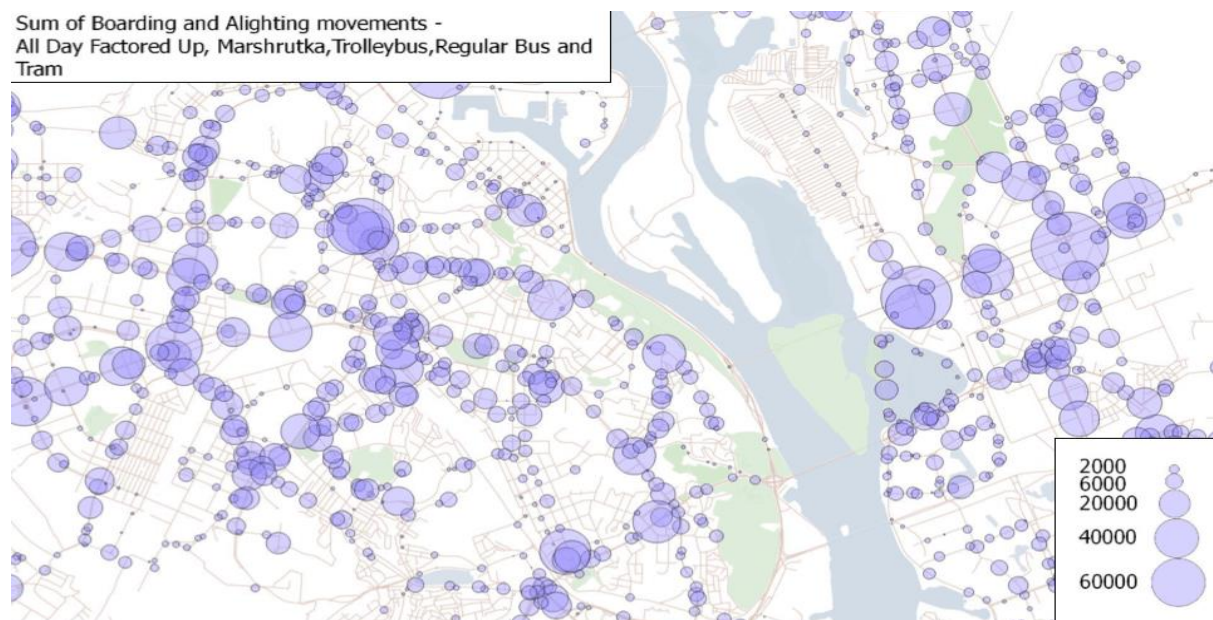 Sum of Boarding and Alighting movements -
All Day Factored Up, Marshrutka,Trolleybus,Regular Bus and
Tram
2000
6000
20000
40000
60000